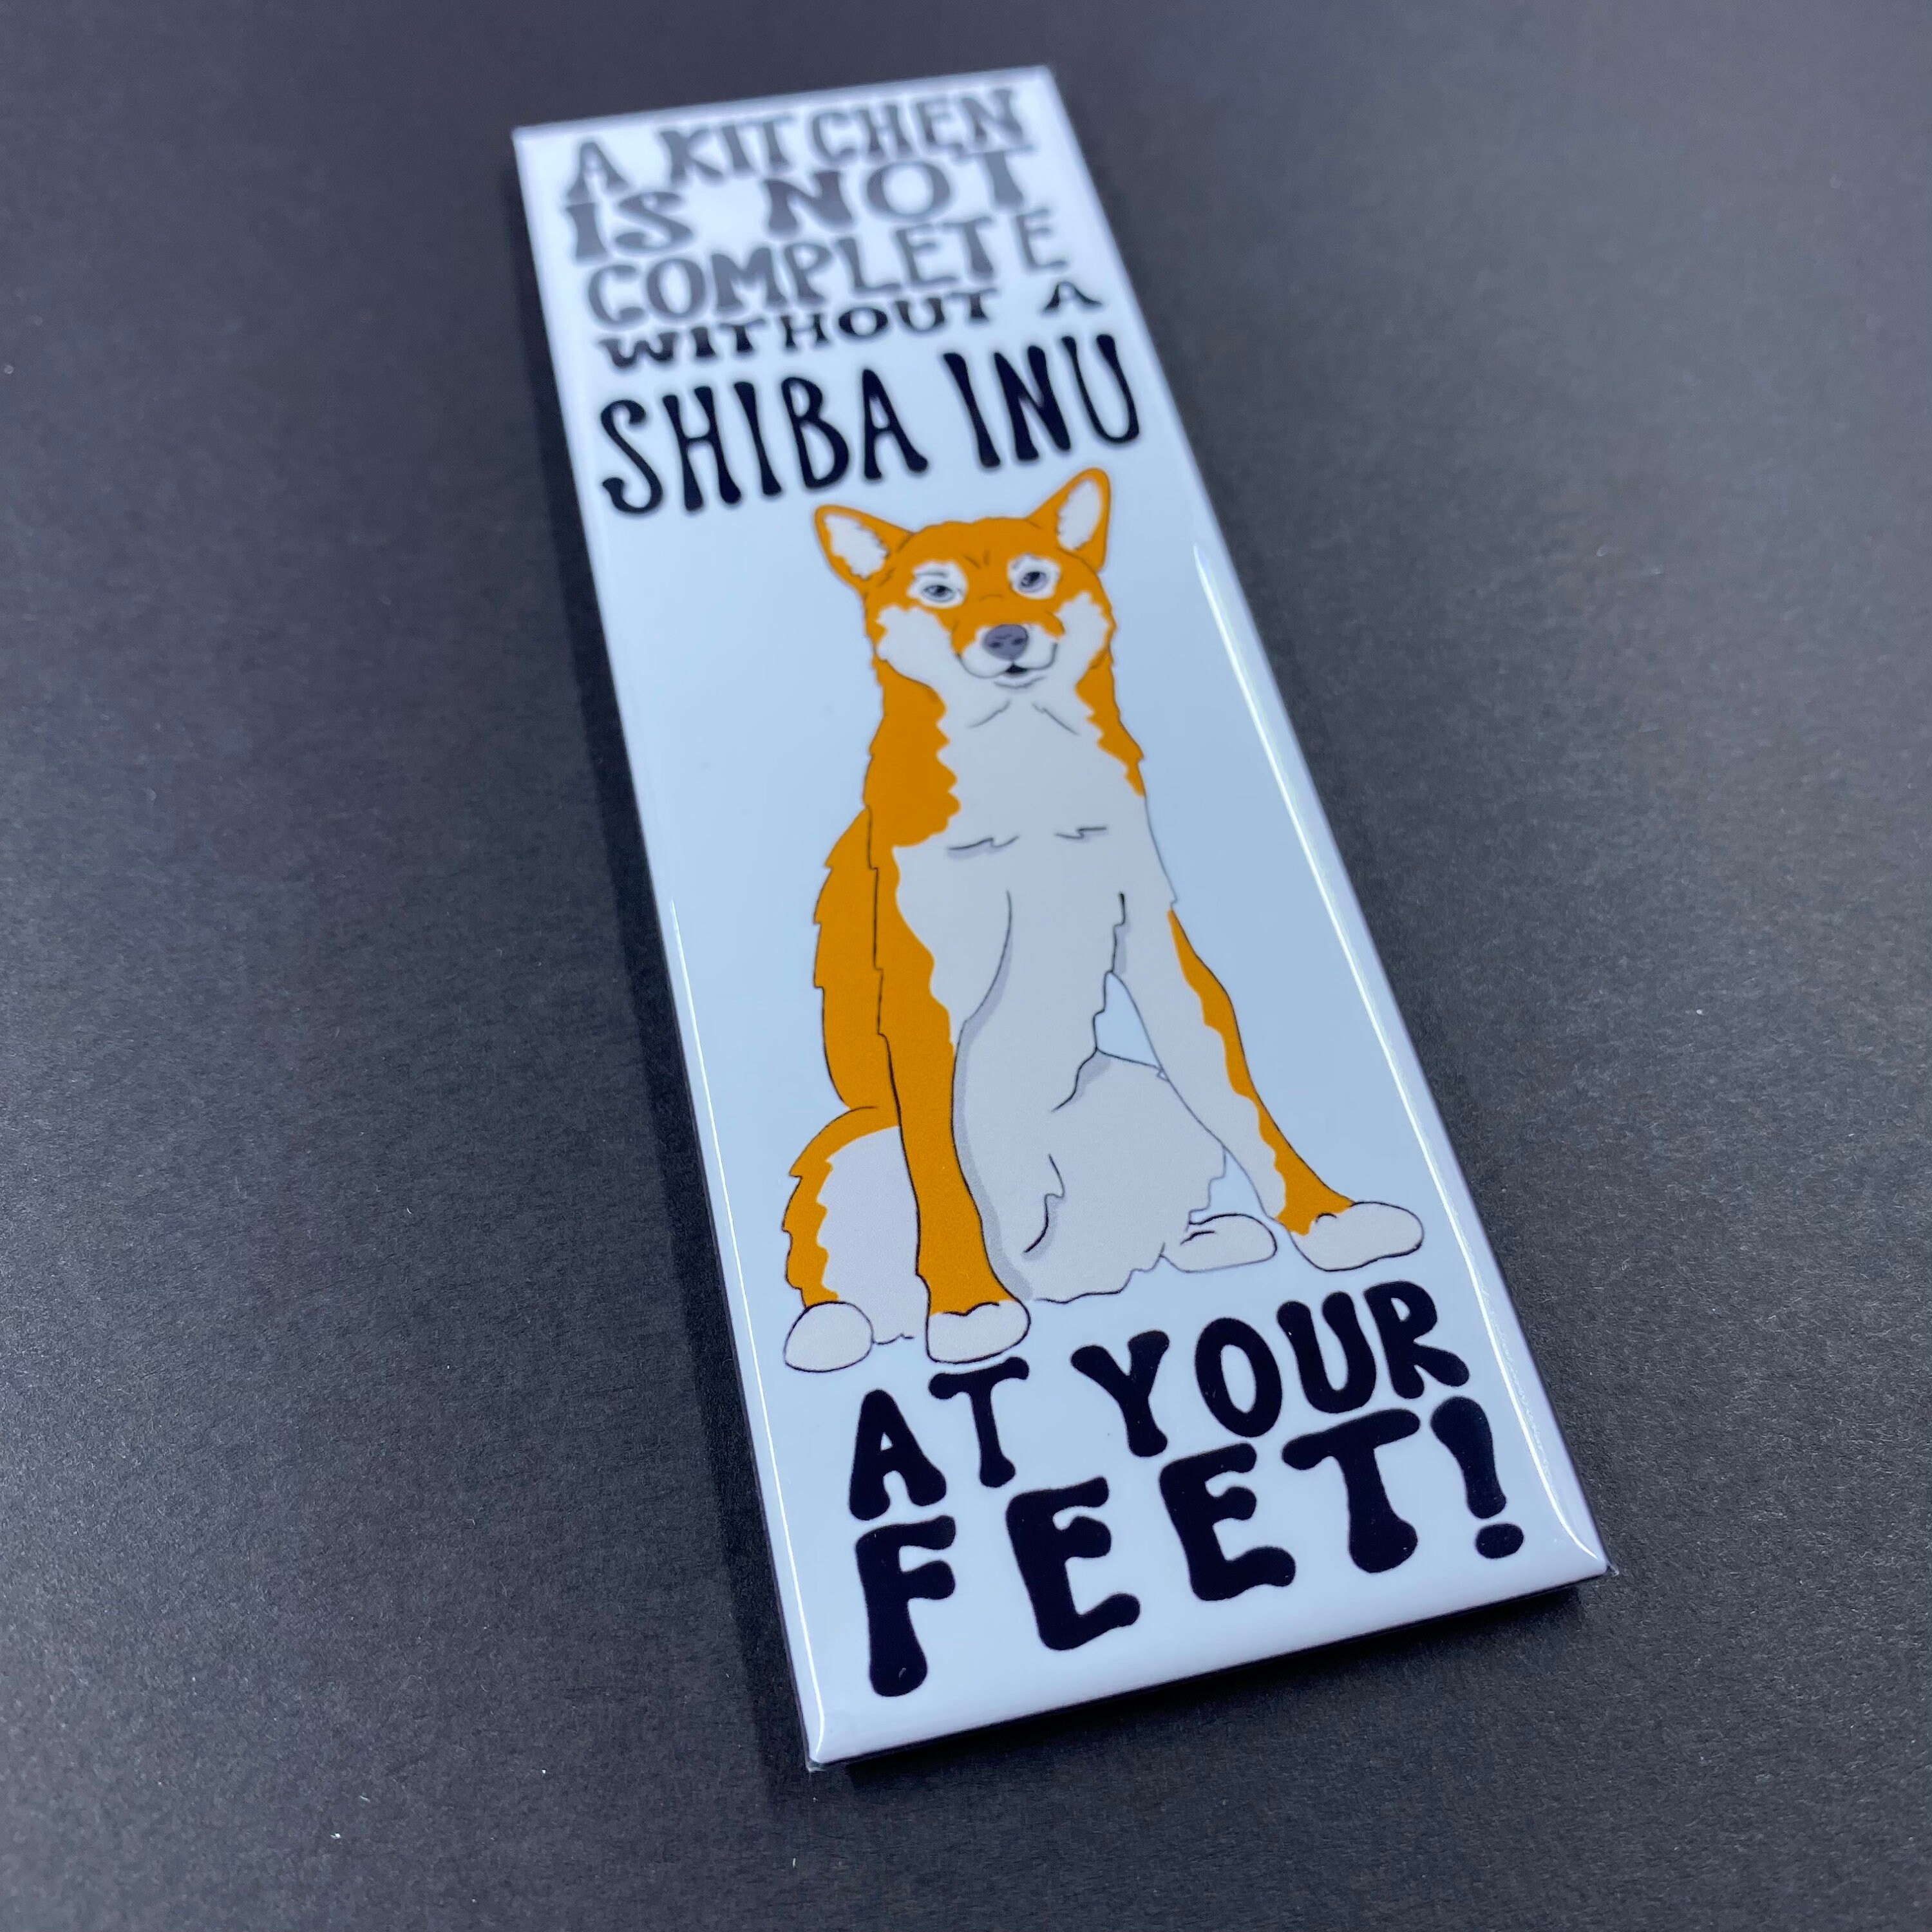 A KITCHEN
IS NOT
COMPLETE
WITHOUT A
SHIBA INU
AT YOUR
FEET!